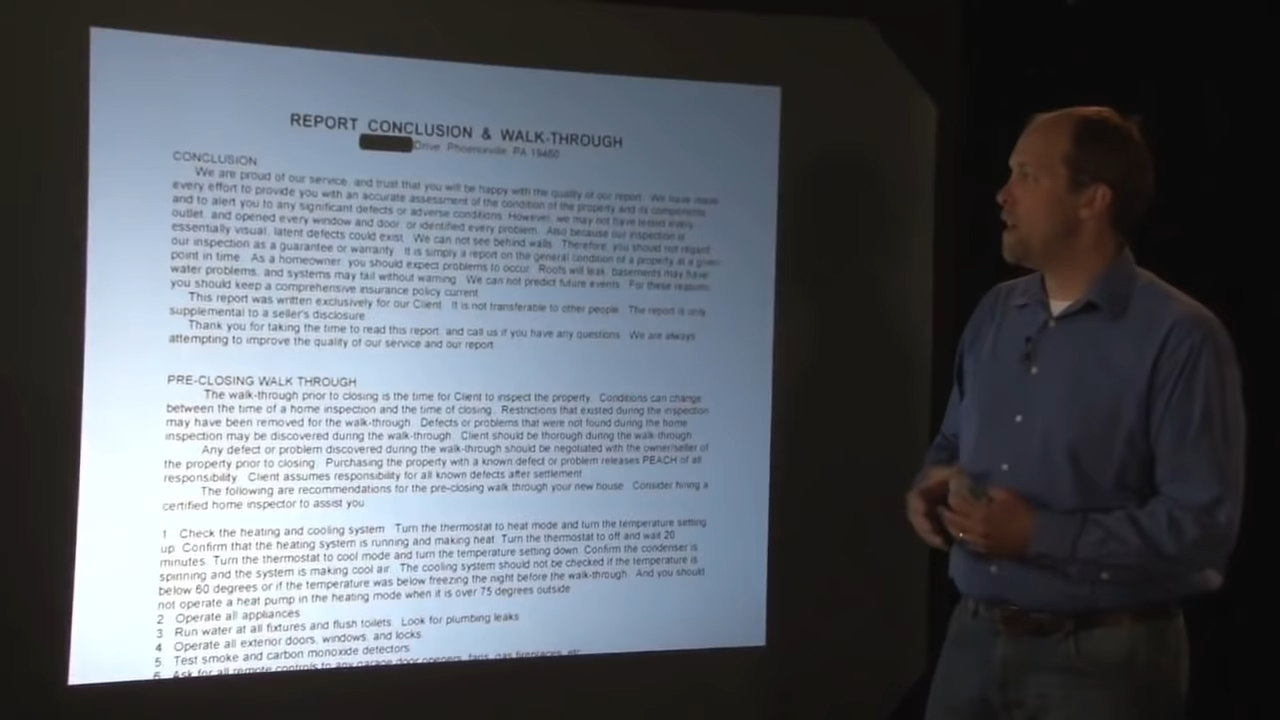 REPORT CONCLUSION & WALK-THROUGH
Drive Phoenixville PA 19460
CONCLUSION
We are proud of our service, and trust that you will be happy with the quality of our report. We have made
every effort to provide you with an accurate assessment of the condition of the property and its components
and to alert you to any significant defects or adverse conditions. However, we may not have tested every
outlet, and opened every window and door, or identified every problem. Also because our inspection is
essentially visual, latent defects could exist. We can not see behind walls. Therefore, you should not regard
our inspection as a guarantee or warranty. It is simply a report on the general condition of a property at a given
point in time. As a homeowner, you should expect problems to occur. Roofs will leak, basements may have
water problems, and systems may fail without warning. We can not predict future events. For these reasons,
you should keep a comprehensive insurance policy current.
This report was written exclusively for our Client. It is not transferable to other people. The report is only
supplemental to a seller's disclosure.
Thank you for taking the time to read this report, and call us if you have any questions. We are always
attempting to improve the quality of our service and our report.
PRE-CLOSING WALK THROUGH
The walk-through prior to closing is the time for Client to inspect the property. Conditions can change
between the time of a home inspection and the time of closing. Restrictions that existed during the inspection
may have been removed for the walk-through. Defects or problems that were not found during the home
inspection may be discovered during the walk-through. Client should be thorough during the walk-through.
Any defect or problem discovered during the walk-through should be negotiated with the owner/seller of
the property prior to closing. Purchasing the property with a known defect or problem releases PEACH of all
responsibility. Client assumes responsibility for all known defects after settlement.
The following are recommendations for the pre-closing walk through your new house. Consider hiring a
certified home inspector to assist you.
1 Check the heating and cooling system. Turn the thermostat to heat mode and turn the temperature setting
up. Confirm that the heating system is running and making heat. Turn the thermostat to off and wait 20
minutes. Turn the thermostat to cool mode and turn the temperature setting down. Confirm the condenser is
spinning and the system is making cool air. The cooling system should not be checked if the temperature is
below 60 degrees or if the temperature was below freezing the night before the walk-through. And you should
not operate a heat pump in the heating mode when it is over 75 degrees outside.
2 Operate all appliances
3 Run water at all fixtures and flush toilets. Look for plumbing leaks
4 Operate all exterior doors, windows, and locks
5. Test smoke and carbon monoxide detectors
6. Ask for all remote controls to any garage door openers, fans, gas fireplaces, etc.